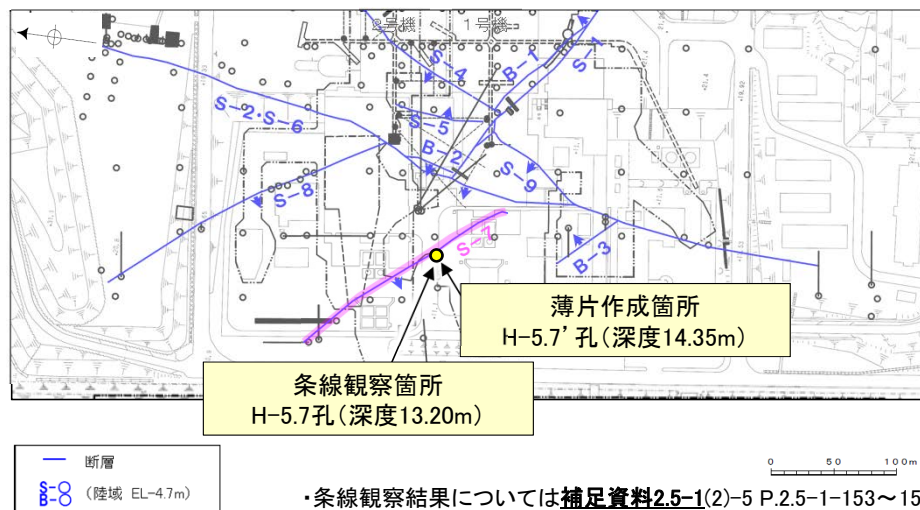 2号機 1号機
S-1
B-1
S-4
S-5
S-2・S-6
B-2
S-9
S-8
S-7
B-3
薄片作成箇所
H-5.7’孔(深度14.35m)
条線観察箇所
H-5.7孔(深度13.20m)
断層
S-○
B-○ (陸域 EL-4.7m)
0 50 100m
・条線観察結果については補足資料2.5-1(2)-5 P.2.5-1-153~15